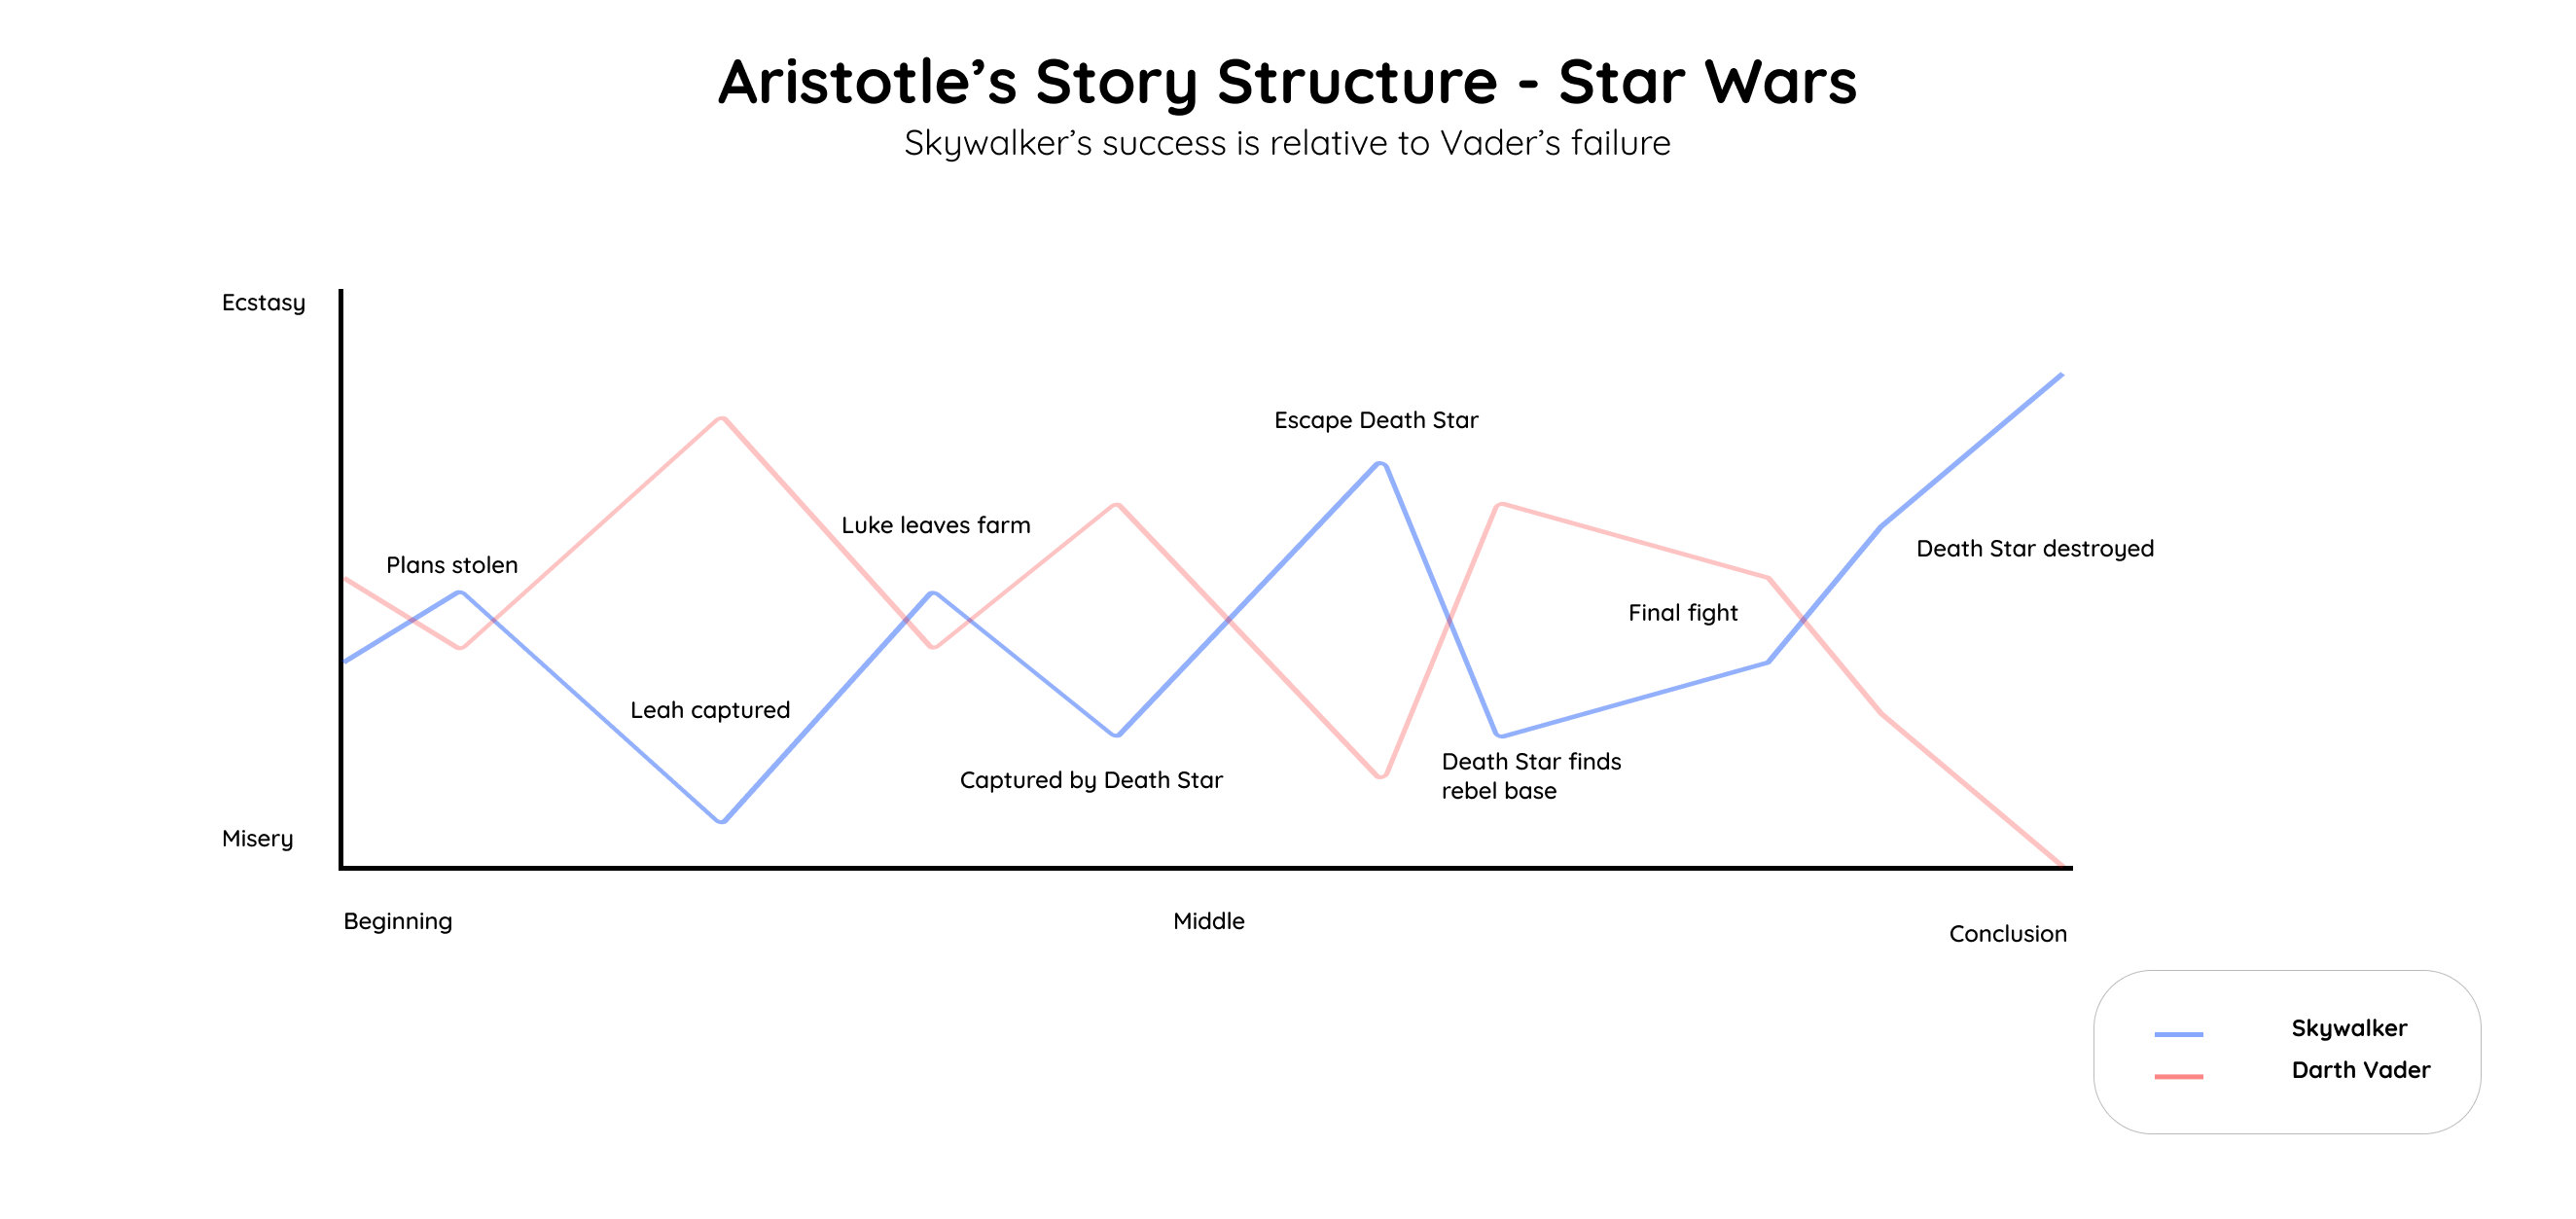 Aristotle’s Story Structure - Star Wars
Skywalker’s success is relative to Vader’s failure
Ecstasy
Escape Death Star
Luke leaves farm
Death Star destroyed
Plans stolen
Final fight
Leah captured
Death Star finds
rebel base
Captured by Death Star
Misery
Beginning
Middle
Conclusion
Skywalker
Darth Vader